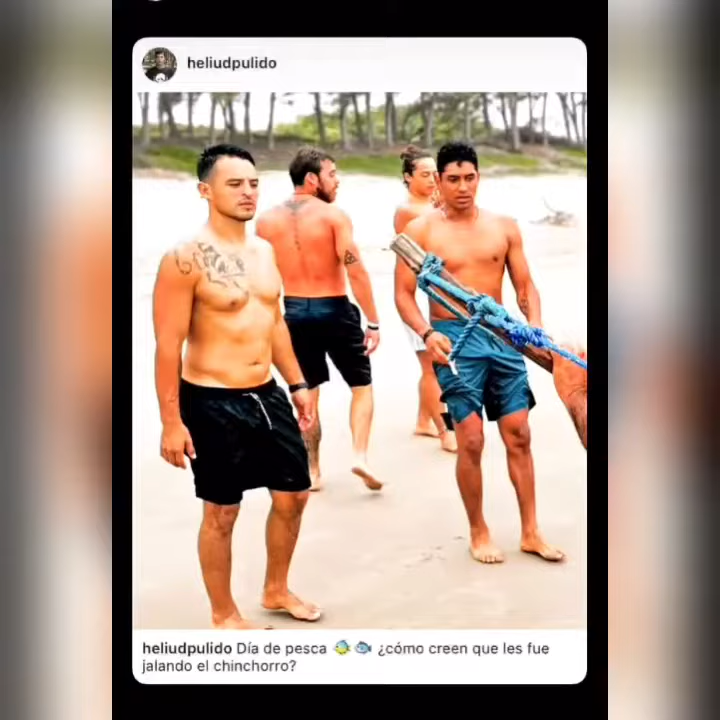 heliudpulido
heliudpulido Día de pesca 🐠🐟 ¿cómo creen que les fue
jalando el chinchorro?